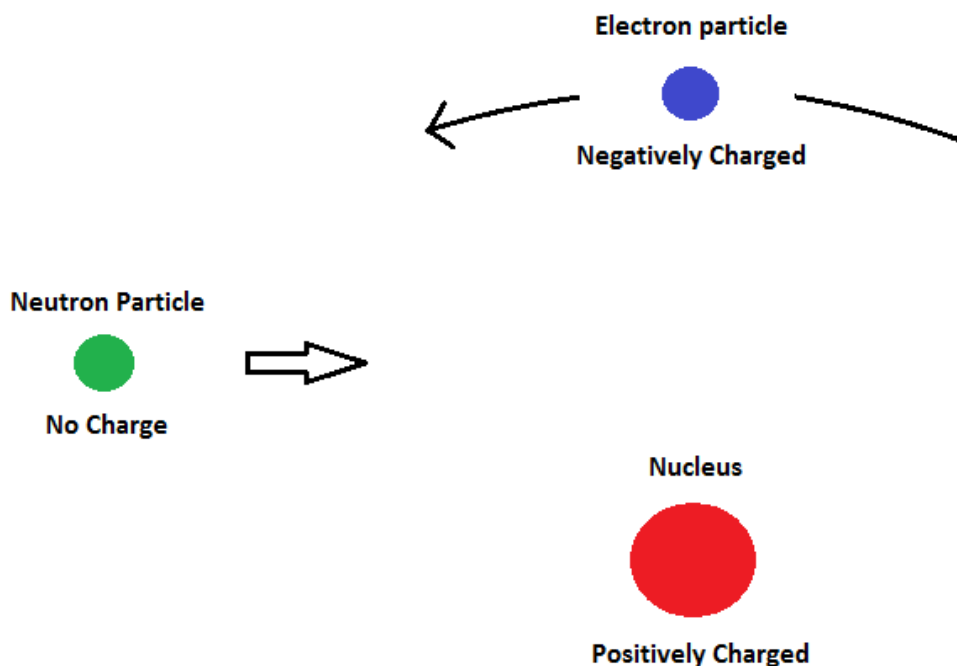 Electron particle
Negatively Charged
Neutron Particle
No Charge
Nucleus
Positively Charged